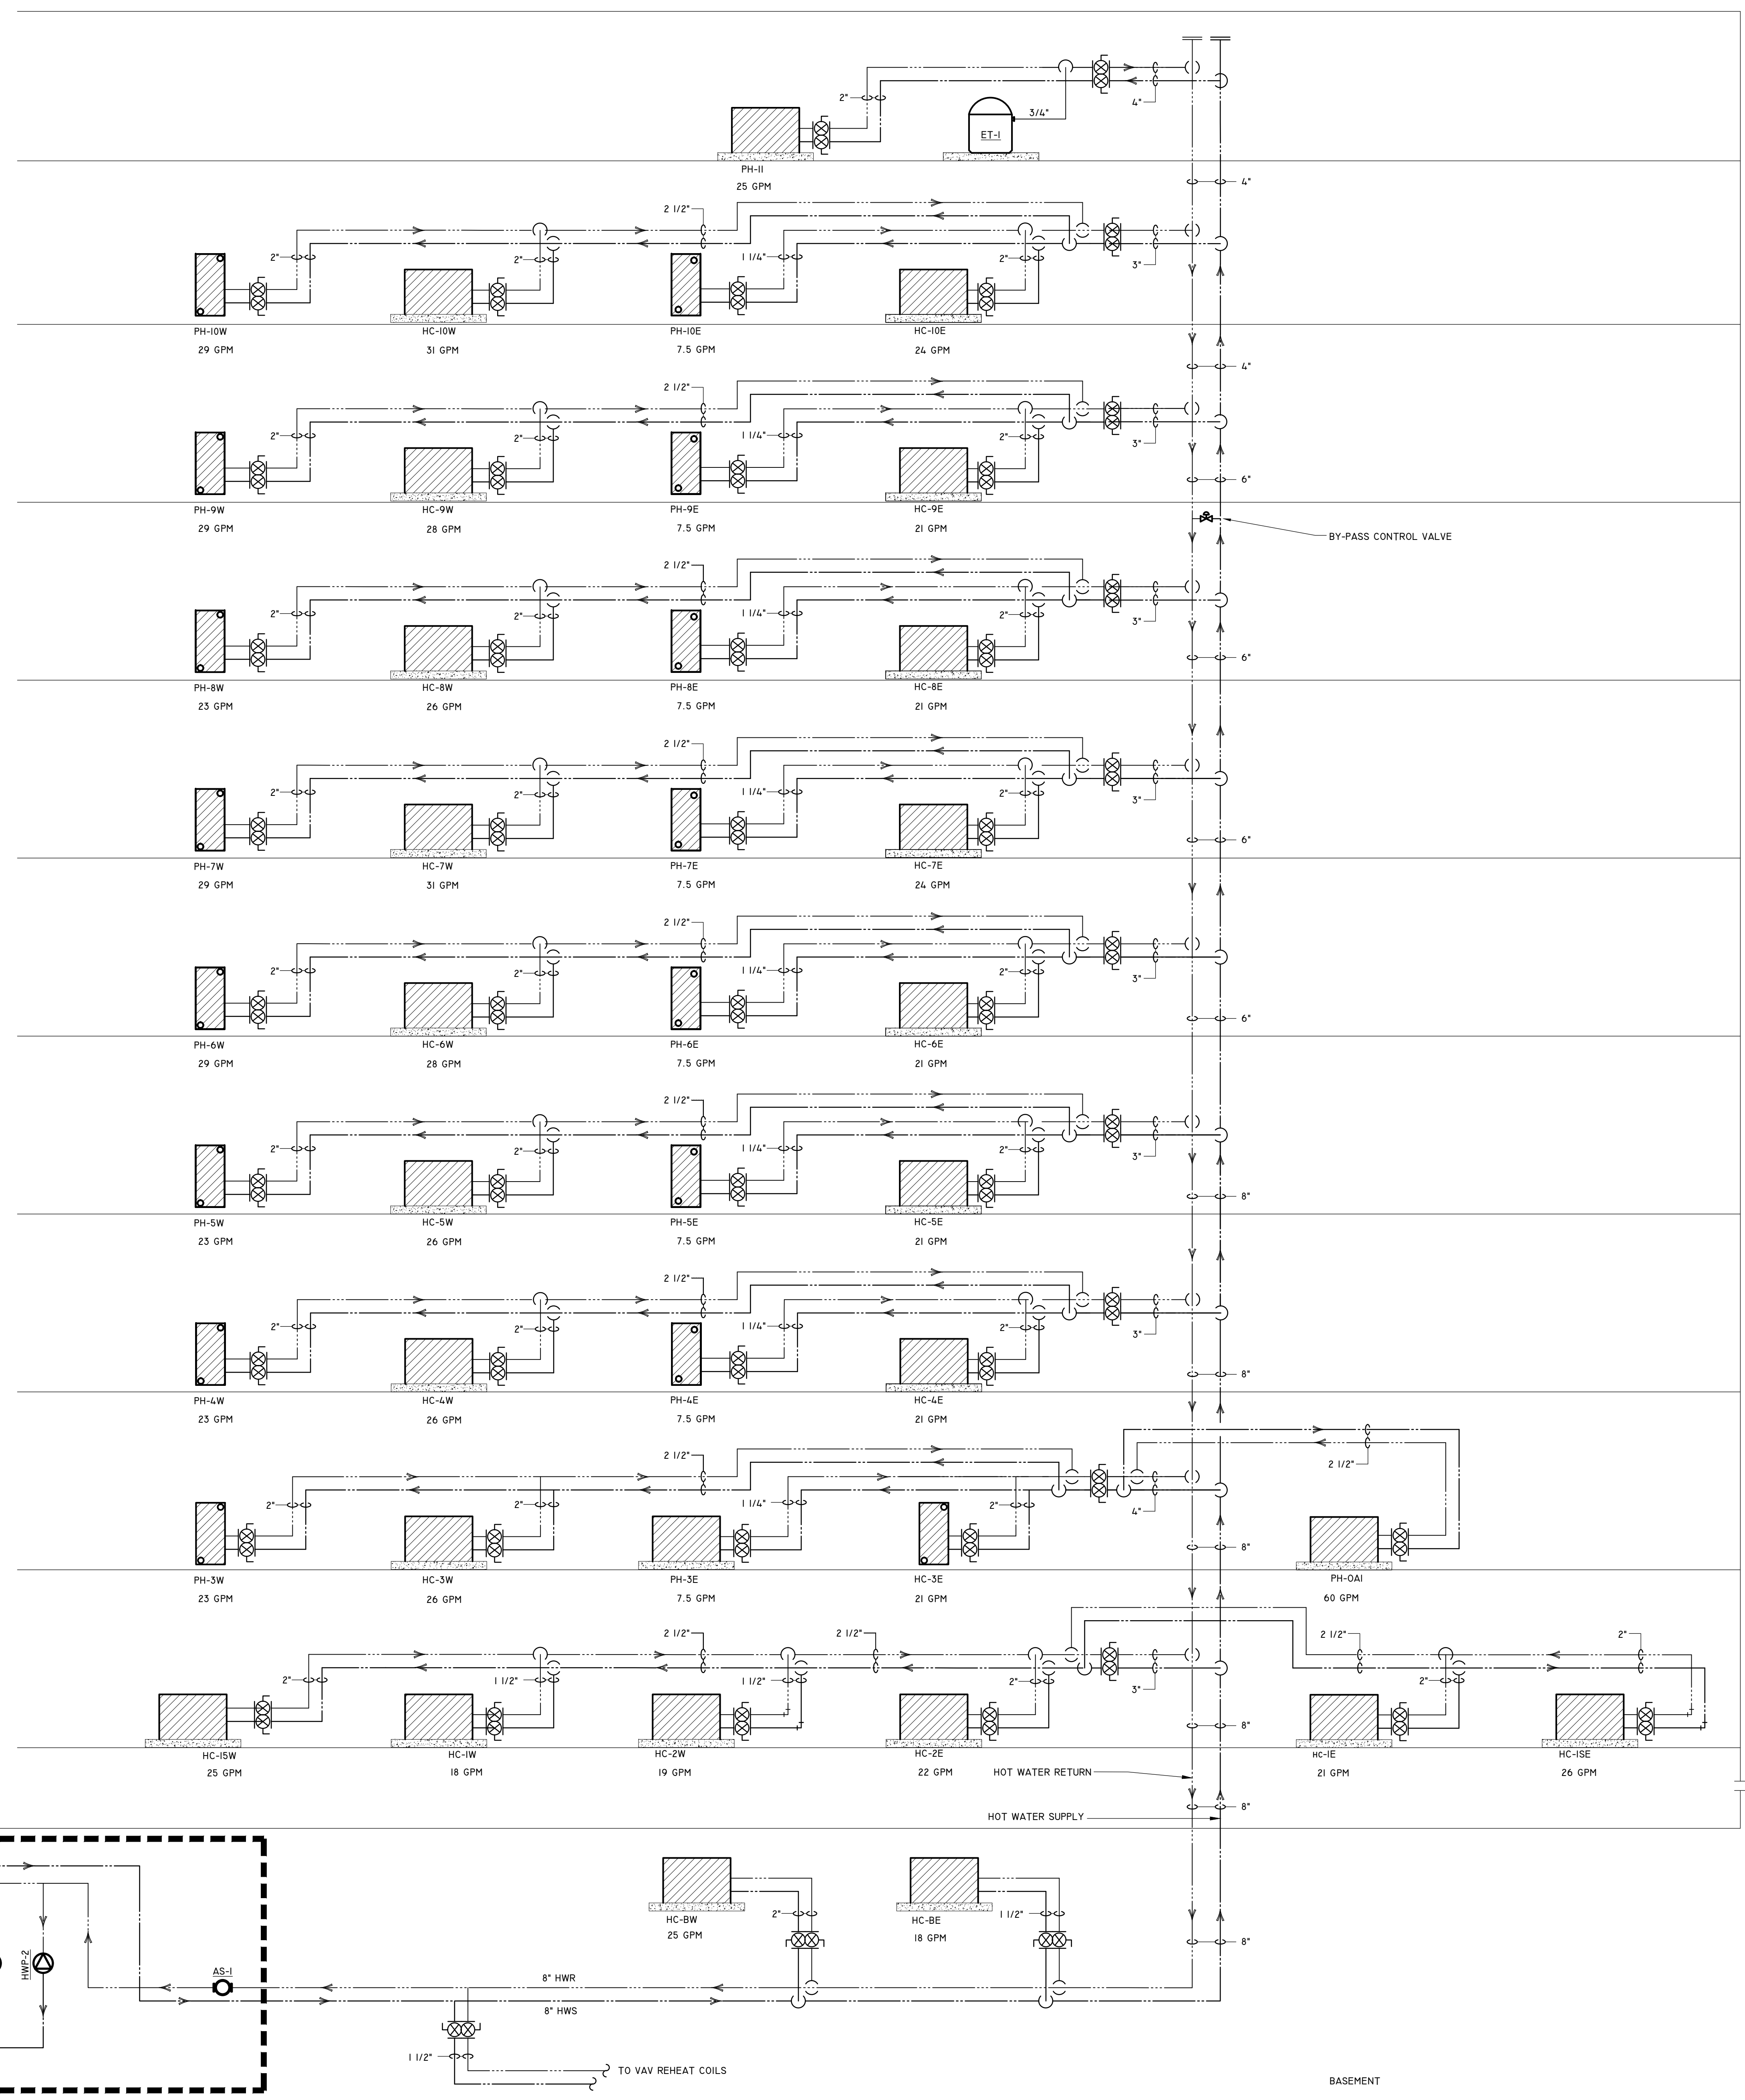 2"
3/4"
4"
ET-1
PH-11
25 GPM
4"
2 1/2"
2"
2"
1 1/4"
2"
3"
PH-10W
HC-10W
PH-10E
HC-10E
29 GPM
31 GPM
7.5 GPM
24 GPM
4"
2 1/2"
2"
2"
1 1/4"
2"
3"
6"
PH-9W
HC-9W
PH-9E
HC-9E
29 GPM
28 GPM
7.5 GPM
21 GPM
BY-PASS CONTROL VALVE
2 1/2"
2"
2"
1 1/4"
2"
3"
6"
PH-8W
HC-8W
PH-8E
HC-8E
23 GPM
26 GPM
7.5 GPM
21 GPM
2 1/2"
2"
2"
1 1/4"
2"
3"
6"
PH-7W
HC-7W
PH-7E
HC-7E
29 GPM
31 GPM
7.5 GPM
24 GPM
2 1/2"
2"
2"
1 1/4"
2"
3"
6"
PH-6W
HC-6W
PH-6E
HC-6E
29 GPM
28 GPM
7.5 GPM
21 GPM
2 1/2"
2"
2"
1 1/4"
2"
3"
8"
PH-5W
HC-5W
PH-5E
HC-5E
23 GPM
26 GPM
7.5 GPM
21 GPM
2 1/2"
2"
2"
1 1/4"
2"
3"
8"
PH-4W
HC-4W
PH-4E
HC-4E
23 GPM
26 GPM
7.5 GPM
21 GPM
2 1/2"
2 1/2"
2"
2"
1 1/4"
2"
4"
8"
PH-3W
HC-3W
PH-3E
HC-3E
PH-OA1
23 GPM
26 GPM
7.5 GPM
21 GPM
60 GPM
2 1/2"
2 1/2"
2 1/2"
2"
2"
1 1/2"
1 1/2"
2"
3"
2"
8"
HC-15W
HC-1W
HC-2W
HC-2E
HC-1E
HC-1SE
25 GPM
18 GPM
19 GPM
22 GPM
21 GPM
26 GPM
HOT WATER RETURN
8"
HOT WATER SUPPLY
2"
1 1/2"
HC-BW
HC-BE
25 GPM
18 GPM
8"
HWP-2
AS-1
8" HWR
8" HWS
1 1/2"
TO VAV REHEAT COILS
BASEMENT